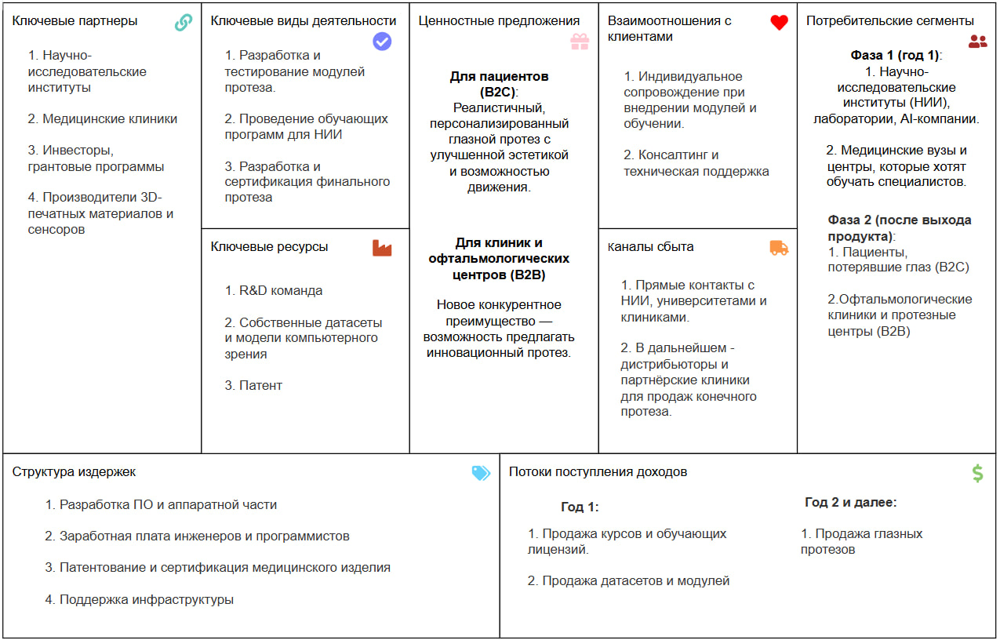 Ключевые партнеры
1. Научно-
исследовательские
институты
2. Медицинские клиники
3. Инвесторы,
грантовые программы
4. Производители 3D-
печатных материалов и
сенсоров
Ключевые виды деятельности
1. Разработка и
тестирование модулей
протеза.
2. Проведение обучающих
программ для НИИ
3. Разработка и
сертификация финального
протеза
Ключевые ресурсы
1. R&D команда
2. Собственные датасеты
и модели компьютерного
зрения
3. Патент
Ценностные предложения
Для пациентов
(B2C):
Реалистичный,
персонализированный
глазной протез с
улучшенной эстетикой
и возможностью
движения.
Для клиник и
офтальмологических
центров (B2B)
Новое конкурентное
преимущество —
возможность предлагать
инновационный протез.
Взаимоотношения с
клиентами
1. Индивидуальное
сопровождение при
внедрении модулей и
обучении.
2. Консалтинг и
техническая поддержка
Каналы сбыта
1. Прямые контакты с
НИИ, университетами и
клиниками.
2. В дальнейшем -
дистрибьюторы и
партнёрские клиники
для продаж конечного
протеза.
Потребительские сегменты
Фаза 1 (год 1):
1. Научно-
исследовательские
институты (НИИ),
лаборатории, AI-компании.
2. Медицинские вузы и
центры, которые хотят
обучать специалистов.
Фаза 2 (после выхода
продукта):
1. Пациенты,
потерявшие глаз (B2C)
2.Офтальмологические
клиники и протезные
центры (B2B)
Структура издержек
1. Разработка ПО и аппаратной части
2. Заработная плата инженеров и программистов
3. Патентование и сертификация медицинского изделия
4. Поддержка инфраструктуры
Потоки поступления доходов
Год 1:
1. Продажа курсов и обучающих
лицензий.
2. Продажа датасетов и модулей
Год 2 и далее:
1. Продажа глазных
протезов